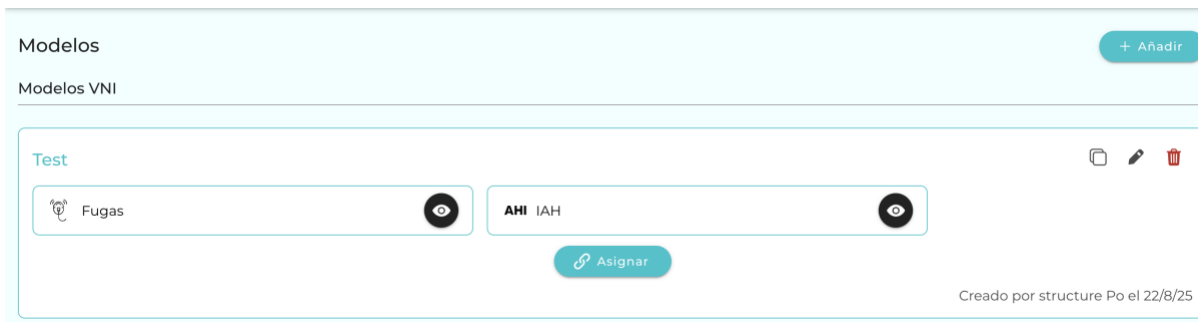 Modelos
+ Añadir
Modelos VNI
Test
Fugas
AHI IAH
Asignar
Creado por structure Po el 22/8/25